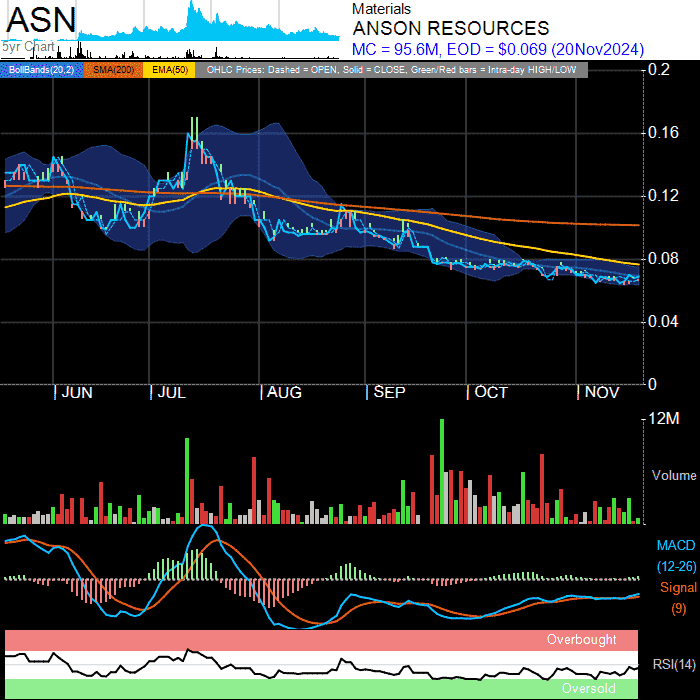 ASN
5yr Chart
Materials
ANSON RESOURCES
MC = 95.6M, EOD = $0.069 (20Nov2024)
BollBands(20,2) SMA(200) EMA(50) OHLC Prices: Dashed = OPEN, Solid = CLOSE, Green/Red bars = Intra-day HIGH/LOW
0.2
0.16
0.12
0.08
0.04
0
JUN JUL AUG SEP OCT NOV
12M
Volume
MACD
(12-26)
Signal
(9)
Overbought
RSI(14)
Oversold